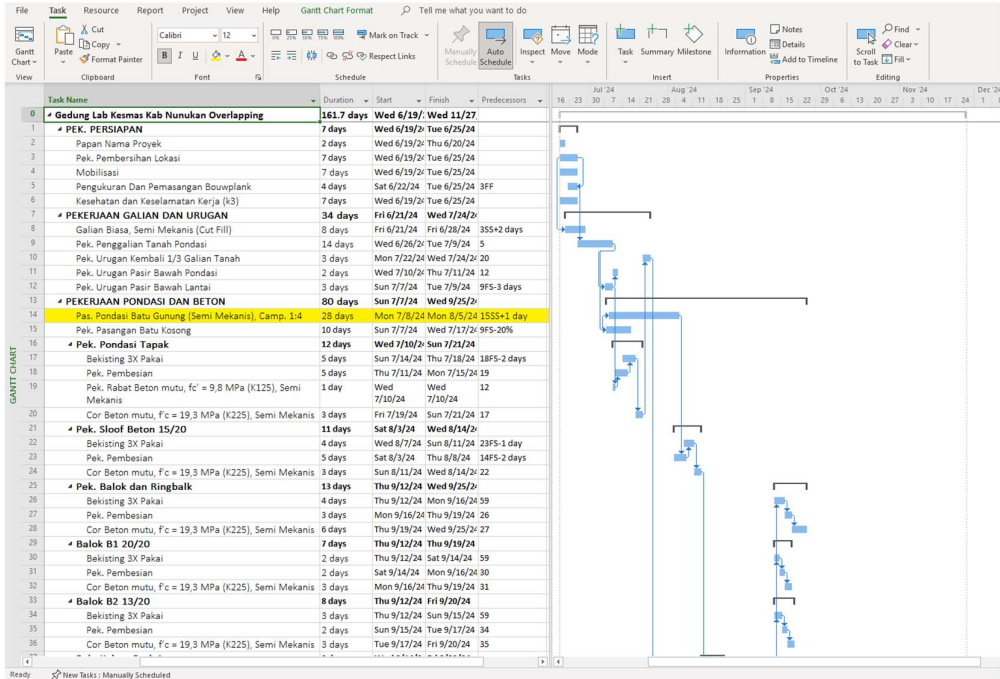 File Task Resource Report Project View Help Gantt Chart Format Tell me what you want to do
Gantt Chart
View
Paste
Cut
Copy
Format Painter
Clipboard
Calibri 12
B I U A
Font
Mark on Track
Respect Links
Schedule
Manually Schedule
Auto Schedule
Inspect Move Mode
Tasks
Task Summary Milestone
Insert
Information
Notes
Details
Add to Timeline
Properties
Scroll to Task
Find
Clear
Fill
Editing
Task Name Duration Start Finish Predecessors
Jul '24 Aug '24 Sep '24 Oct '24 Nov '24 Dec '24
16 23 30 7 14 21 28 4 11 18 25 1 8 15 22 29 6 13 20 27 3 10 17 24 1
GANTT CHART
0 Gedung Lab Kesmas Kab Nunukan Overlapping 161.7 days Wed 6/19/ Wed 11/27
1 PEK. PERSIAPAN 7 days Wed 6/19/24 Tue 6/25/24
2 Papan Nama Proyek 2 days Wed 6/19/24 Thu 6/20/24
3 Pek. Pembersihan Lokasi 7 days Wed 6/19/24 Tue 6/25/24
4 Mobilisasi 7 days Wed 6/19/24 Tue 6/25/24
5 Pengukuran Dan Pemasangan Bouwplank 4 days Sat 6/22/24 Tue 6/25/24 3FF
6 Kesehatan dan Keselamatan Kerja (k3) 7 days Wed 6/19/24 Tue 6/25/24
7 PEKERJAAN GALIAN DAN URUGAN 34 days Fri 6/21/24 Wed 7/24/24
8 Galian Biasa, Semi Mekanis (Cut Fill) 8 days Fri 6/21/24 Fri 6/28/24 3SS+2 days
9 Pek. Penggalian Tanah Pondasi 14 days Wed 6/26/24 Tue 7/9/24 5
10 Pek. Urugan Kembali 1/3 Galian Tanah 3 days Mon 7/22/24 Wed 7/24/24 20
11 Pek. Urugan Pasir Bawah Pondasi 2 days Wed 7/10/24 Thu 7/11/24 12
12 Pek. Urugan Pasir Bawah Lantai 3 days Sun 7/7/24 Tue 7/9/24 9FS-3 days
13 PEKERJAAN PONDASI DAN BETON 80 days Sun 7/7/24 Wed 9/25/24
14 Pas. Pondasi Batu Gunung (Semi Mekanis), Camp. 1:4 28 days Mon 7/8/24 Mon 8/5/24 15SS+1 day
15 Pek. Pasangan Batu Kosong 10 days Sun 7/7/24 Wed 7/17/24 9FS-20%
16 Pek. Pondasi Tapak 12 days Wed 7/10/24 Sun 7/21/24
17 Bekisting 3X Pakai 5 days Sun 7/14/24 Thu 7/18/24 18FS-2 days
18 Pek. Pembesian 5 days Thu 7/11/24 Mon 7/15/24 19
19 Pek. Rabat Beton mutu, fc' = 9,8 MPa (K125), Semi Mekanis 1 day Wed 7/10/24 Wed 7/10/24 12
20 Cor Beton mutu, f'c = 19,3 MPa (K225), Semi Mekanis 3 days Fri 7/19/24 Sun 7/21/24 17
21 Pek. Sloof Beton 15/20 11 days Sat 8/3/24 Wed 8/14/24
22 Bekisting 3X Pakai 4 days Wed 8/7/24 Sun 8/11/24 23FS-1 day
23 Pek. Pembesian 5 days Sat 8/3/24 Thu 8/8/24 14FS-2 days
24 Cor Beton mutu, f'c = 19,3 MPa (K225), Semi Mekanis 3 days Sun 8/11/24 Wed 8/14/24 22
25 Pek. Balok dan Ringbalk 13 days Thu 9/12/24 Wed 9/25/24
26 Bekisting 3X Pakai 4 days Thu 9/12/24 Mon 9/16/24 59
27 Pek. Pembesian 3 days Mon 9/16/24 Thu 9/19/24 26
28 Cor Beton mutu, f'c = 19,3 MPa (K225), Semi Mekanis 6 days Thu 9/19/24 Wed 9/25/24 27
29 Balok B1 20/20 7 days Thu 9/12/24 Thu 9/19/24
30 Bekisting 3X Pakai 2 days Thu 9/12/24 Sat 9/14/24 59
31 Pek. Pembesian 2 days Sat 9/14/24 Mon 9/16/24 30
32 Cor Beton mutu, f'c = 19,3 MPa (K225), Semi Mekanis 3 days Mon 9/16/24 Thu 9/19/24 31
33 Balok B2 13/20 8 days Thu 9/12/24 Fri 9/20/24
34 Bekisting 3X Pakai 3 days Thu 9/12/24 Sun 9/15/24 59
35 Pek. Pembesian 2 days Sun 9/15/24 Tue 9/17/24 34
36 Cor Beton mutu, f'c = 19,3 MPa (K225), Semi Mekanis 3 days Tue 9/17/24 Fri 9/20/24 35
Ready New Tasks : Manually Scheduled